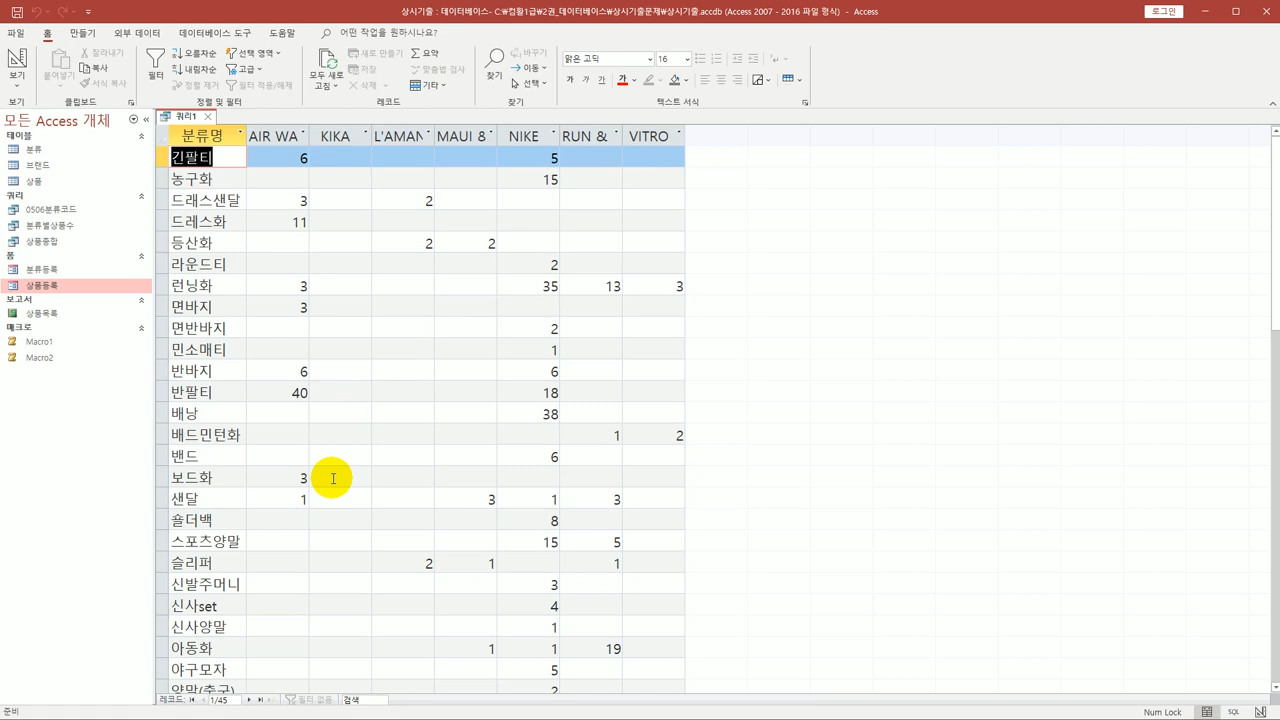 상시기출 : 데이터베이스- C:₩컴활1급₩2권_데이터베이스₩상시기출문제₩상시기출.accdb (Access 2007 - 2016 파일 형식) - Access
로그인
파일 홈 만들기 외부 데이터 데이터베이스 도구 도움말 어떤 작업을 원하시나요?
보기 붙여넣기 잘라내기 복사 서식 복사
필터 오름차순 내림차순 정렬 제거 선택 영역 고급 필터 적용/해제
모두 새로 고침 새로 만들기 저장 삭제 요약 맞춤법 검사 기타
찾기 바꾸기 이동 선택
맑은 고딕 16
가 가 가 가
보기 클립보드 정렬 및 필터 레코드 찾기 텍스트 서식
모든 Access 개체
테이블
분류
브랜드
상품
쿼리
0506분류코드
분류별상품수
상품종합
폼
분류등록
상품등록
보고서
상품목록
매크로
Macro1
Macro2
쿼리1
분류명 AIR WA KIKA L'AMAN MAUI & NIKE RUN & VITRO
긴팔티 6 5
농구화 15
드래스샌달 3 2
드레스화 11
등산화 2 2
라운드티 2
런닝화 3 35 13 3
면바지 3
면반바지 2
민소매티 1
반바지 6 6
반팔티 40 18
배낭 38
배드민턴화 1 2
밴드 6
보드화 3
샌달 1 3 1 3
숄더백 8
스포츠양말 15 5
슬리퍼 2 1 1
신발주머니 3
신사set 4
신사양말 1
아동화 1 1 19
야구모자 5
양말(축구) 2
레코드: 1/45 필터 없음 검색
준비
Num Lock SQL